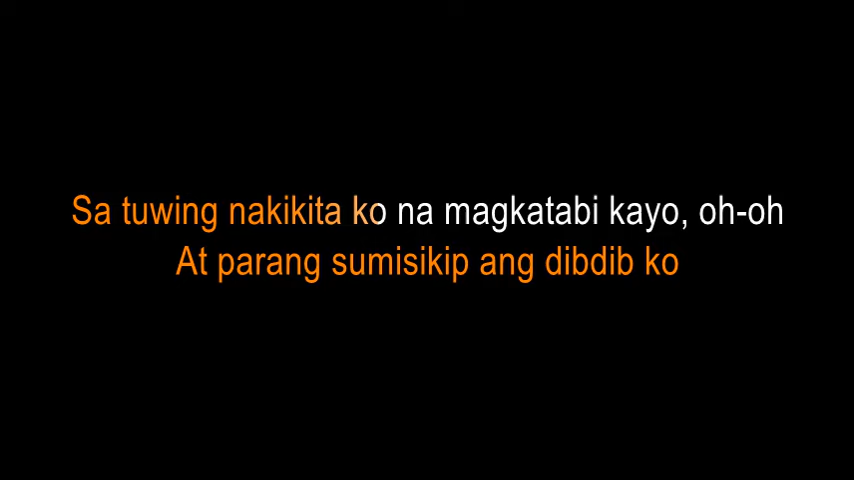 Sa tuwing nakikita ko na magkatabi kayo, oh-oh
At parang sumisikip ang dibdib ko